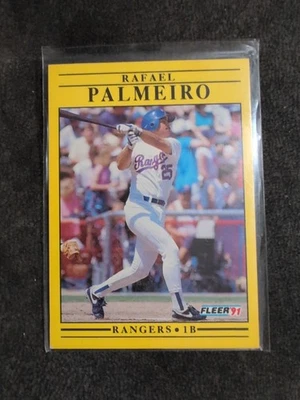 RAFAEL
PALMEIRO
Rangers
25
FLEER 91
RANGERS • 1B